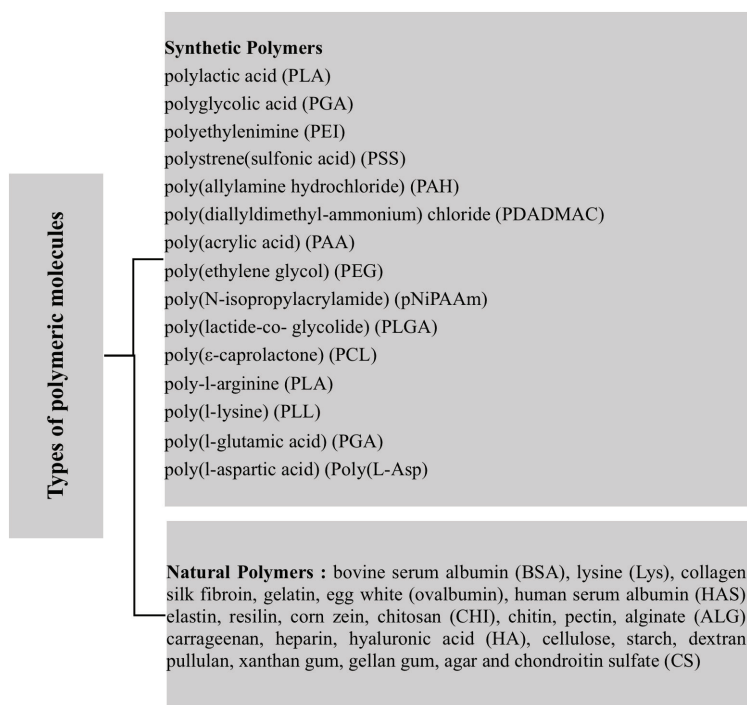 Types of polymeric molecules
Synthetic Polymers
polylactic acid (PLA)
polyglycolic acid (PGA)
polyethylenimine (PEI)
polystrene(sulfonic acid) (PSS)
poly(allylamine hydrochloride) (PAH)
poly(diallyldimethyl-ammonium) chloride (PDADMAC)
poly(acrylic acid) (PAA)
poly(ethylene glycol) (PEG)
poly(N-isopropylacrylamide) (pNiPAAm)
poly(lactide-co- glycolide) (PLGA)
poly(ε-caprolactone) (PCL)
poly-l-arginine (PLA)
poly(l-lysine) (PLL)
poly(l-glutamic acid) (PGA)
poly(l-aspartic acid) (Poly(L-Asp)
Natural Polymers : bovine serum albumin (BSA), lysine (Lys), collagen
silk fibroin, gelatin, egg white (ovalbumin), human serum albumin (HAS)
elastin, resilin, corn zein, chitosan (CHI), chitin, pectin, alginate (ALG)
carrageenan, heparin, hyaluronic acid (HA), cellulose, starch, dextran
pullulan, xanthan gum, gellan gum, agar and chondroitin sulfate (CS)